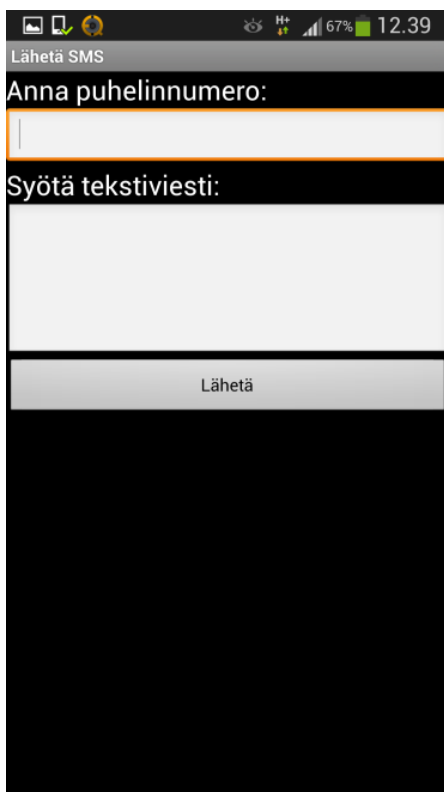 H+ 67% 12.39
Lähetä SMS
Anna puhelinnumero:
Syötä tekstiviesti:
Lähetä